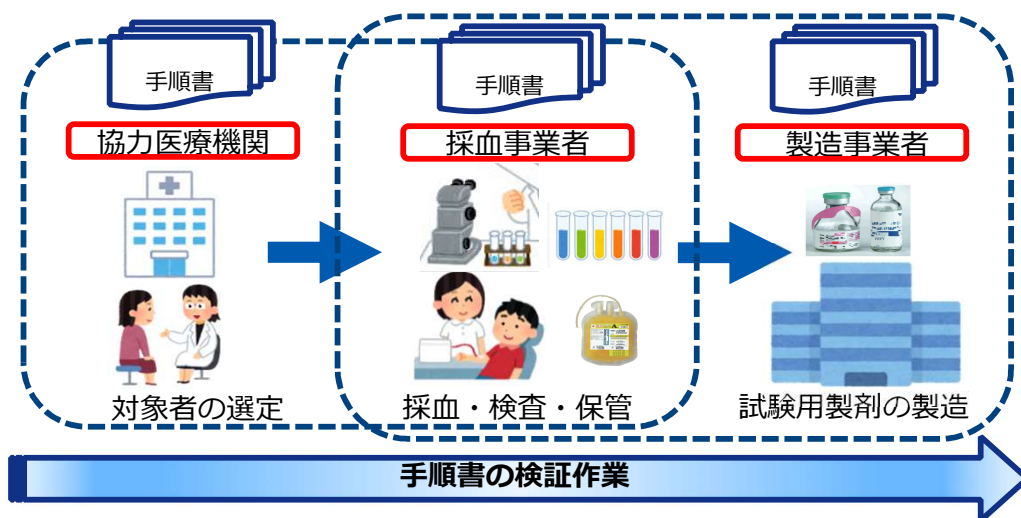 手順書
手順書
手順書
協力医療機関
採血事業者
製造事業者
対象者の選定
採血・検査・保管
試験用製剤の製造
手順書の検証作業